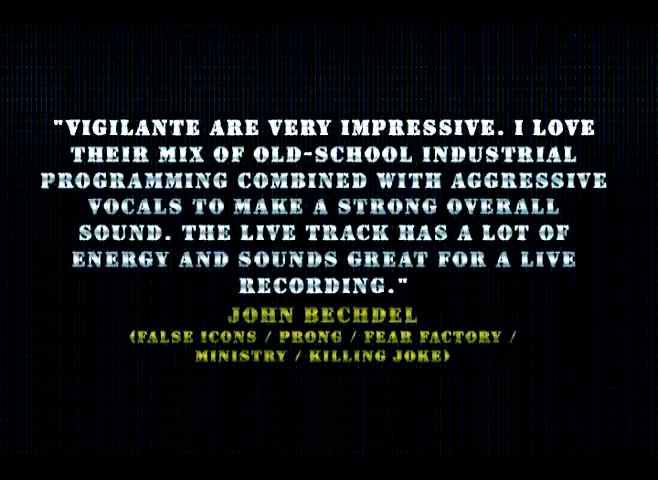 "VIGILANTE ARE VERY IMPRESSIVE. I LOVE
THEIR MIX OF OLD-SCHOOL INDUSTRIAL
PROGRAMMING COMBINED WITH AGGRESSIVE
VOCALS TO MAKE A STRONG OVERALL
SOUND. THE LIVE TRACK HAS A LOT OF
ENERGY AND SOUNDS GREAT FOR A LIVE
RECORDING."
JOHN BECHDEL
(FALSE ICONS / PRONG / FEAR FACTORY /
MINISTRY / KILLING JOKE)